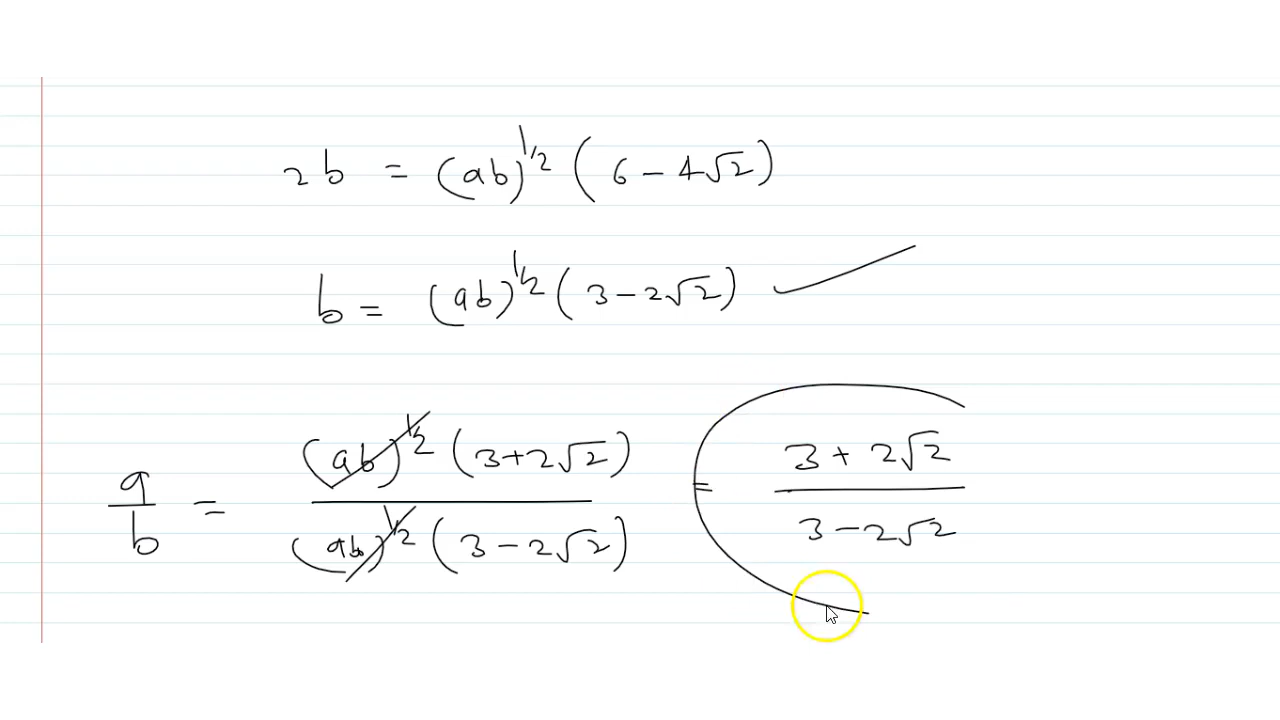 2b = (ab)^1/2 (6 - 4√2)
b = (ab)^1/2 (3 - 2√2)
a/b = (ab)^1/2 (3+2√2) / (ab)^1/2 (3 - 2√2) = 3 + 2√2 / 3 - 2√2